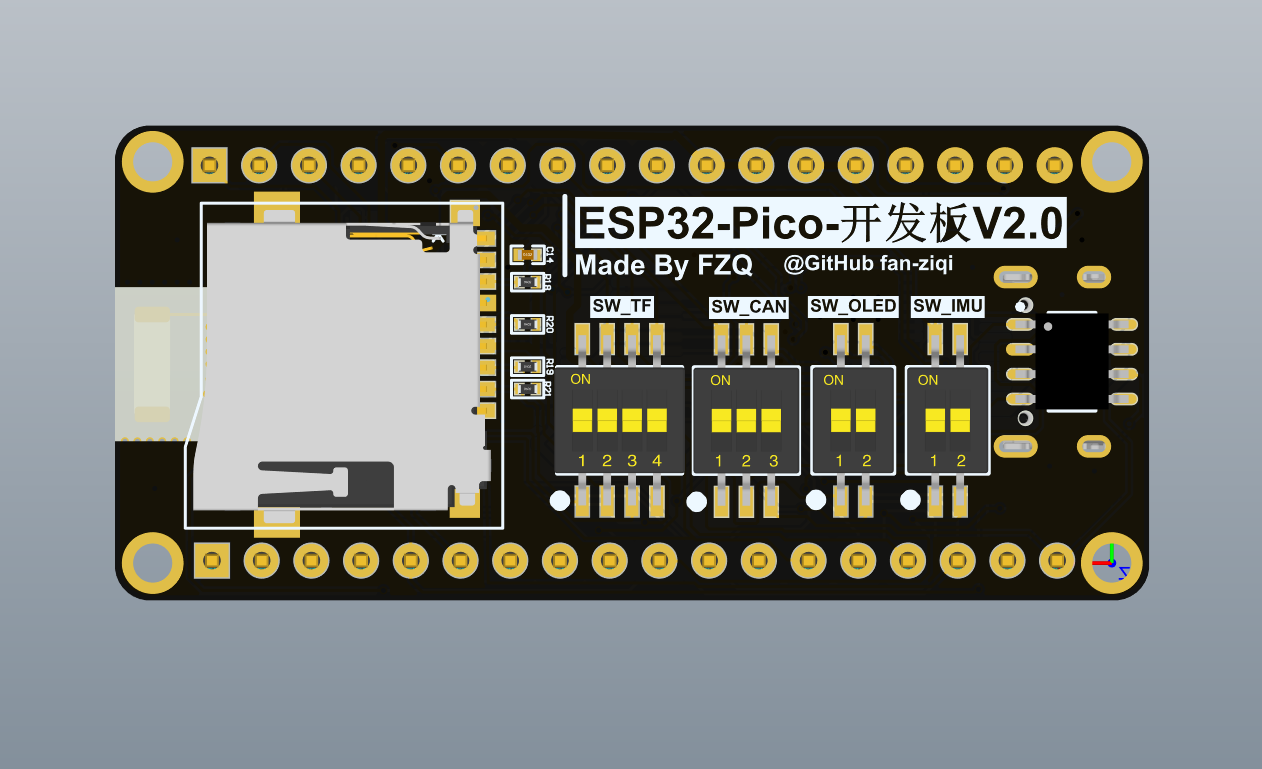 ESP32-Pico-开发板V2.0
Made By FZQ @GitHub fan-ziqi
SW_TF SW_CAN SW_OLED SW_IMU
C14
R18
R20
R19
R21
ON ON ON ON
1 2 3 4 1 2 3 1 2 1 2